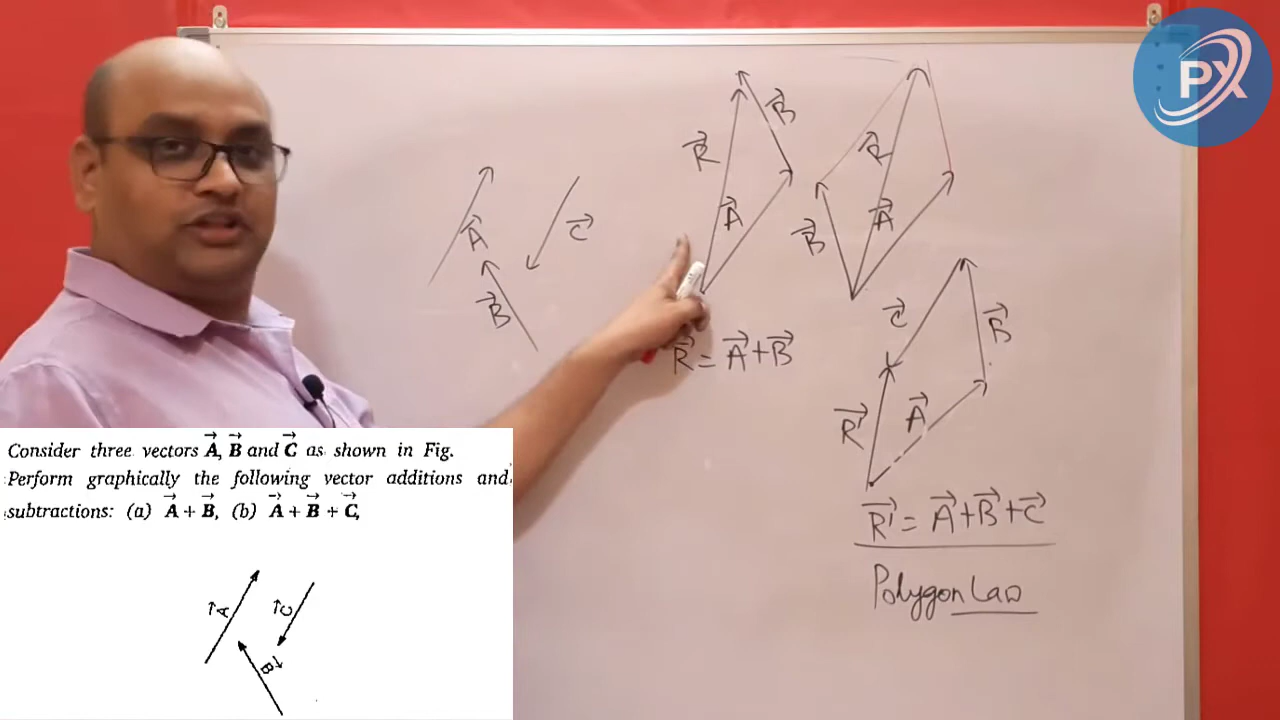 PX
A
B
C
R
A
B
R = A + B
R
A
B
C
B
A
R'
R' = A + B + C
Polygon Law
Consider three vectors A, B and C as shown in Fig.
Perform graphically the following vector additions and
subtractions: (a) A + B, (b) A + B + C,
A
C
B